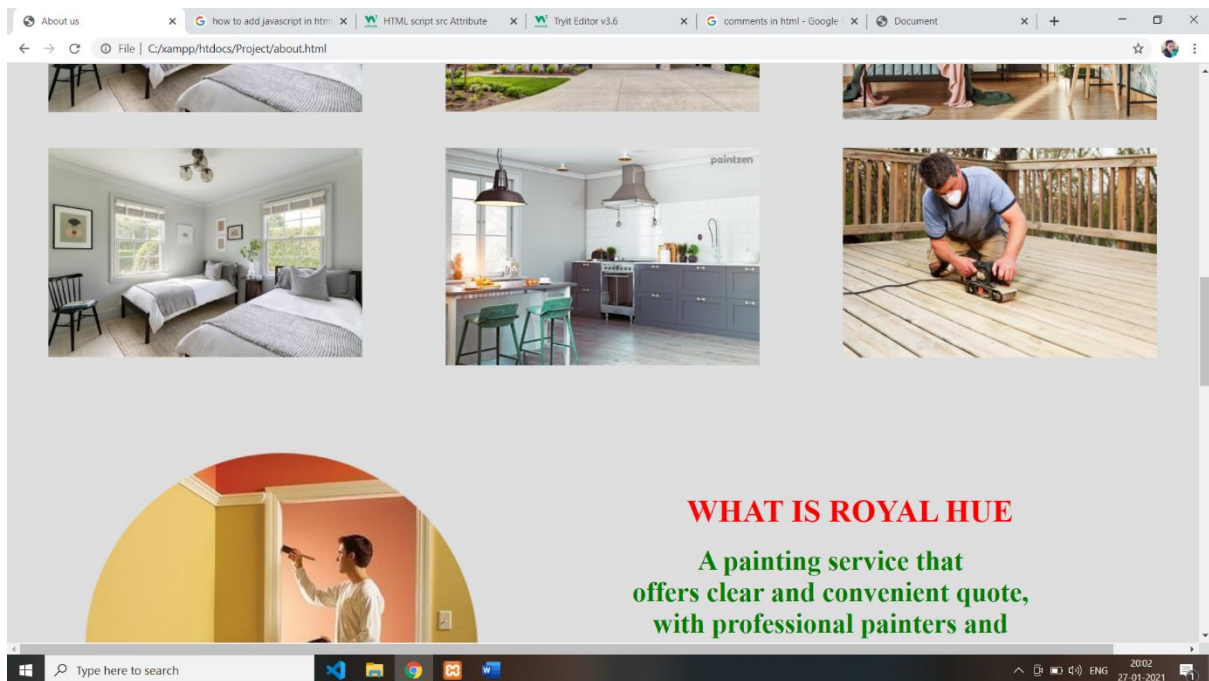 About us
how to add javascript in html
HTML script src Attribute
Tryit Editor v3.6
comments in html - Google
Document
File | C:/xampp/htdocs/Project/about.html
paintzen
WHAT IS ROYAL HUE
A painting service that
offers clear and convenient quote,
with professional painters and
Type here to search
ENG
20:02
27-01-2021